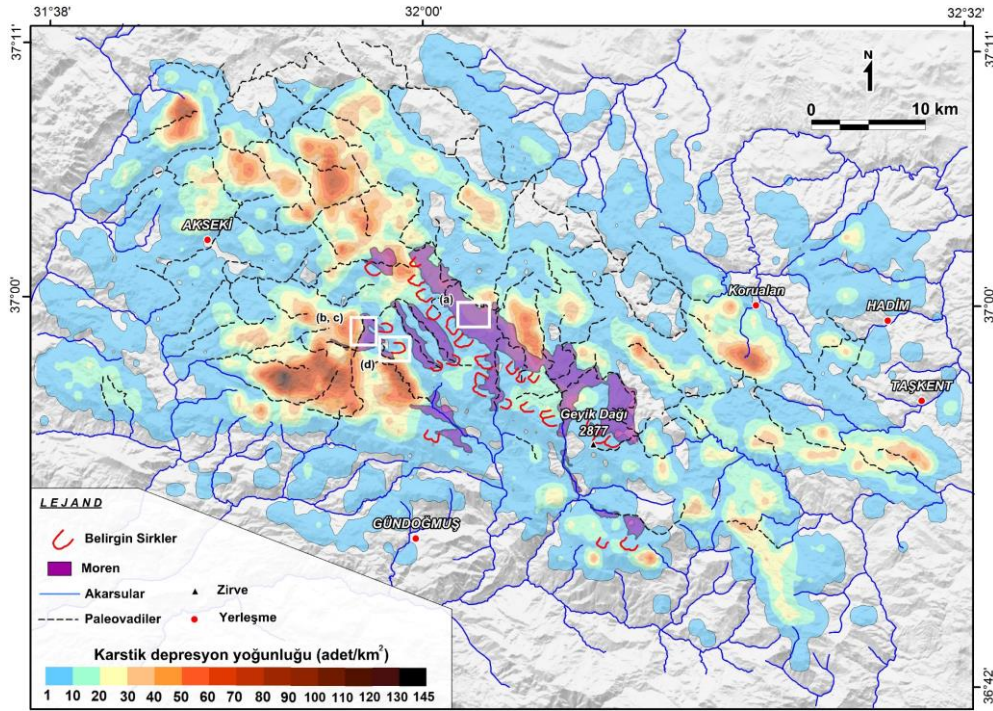 31°38'
32°00'
32°32'
37°11'
37°11'
N
0 10 km
AKSEKİ
37°00'
37°00'
Korualan
HADİM
(a)
(b, c)
(d)
TAŞKENT
Geyik Dağı
2877
LEJAND
GÜNDOĞMUŞ
Belirgin Sirkler
Moren
Akarsular
Zirve
Paleovadiler
Yerleşme
Karstik depresyon yoğunluğu (adet/km²)
1 10 20 30 40 50 60 70 80 90 100 110 120 130 145
36°42'